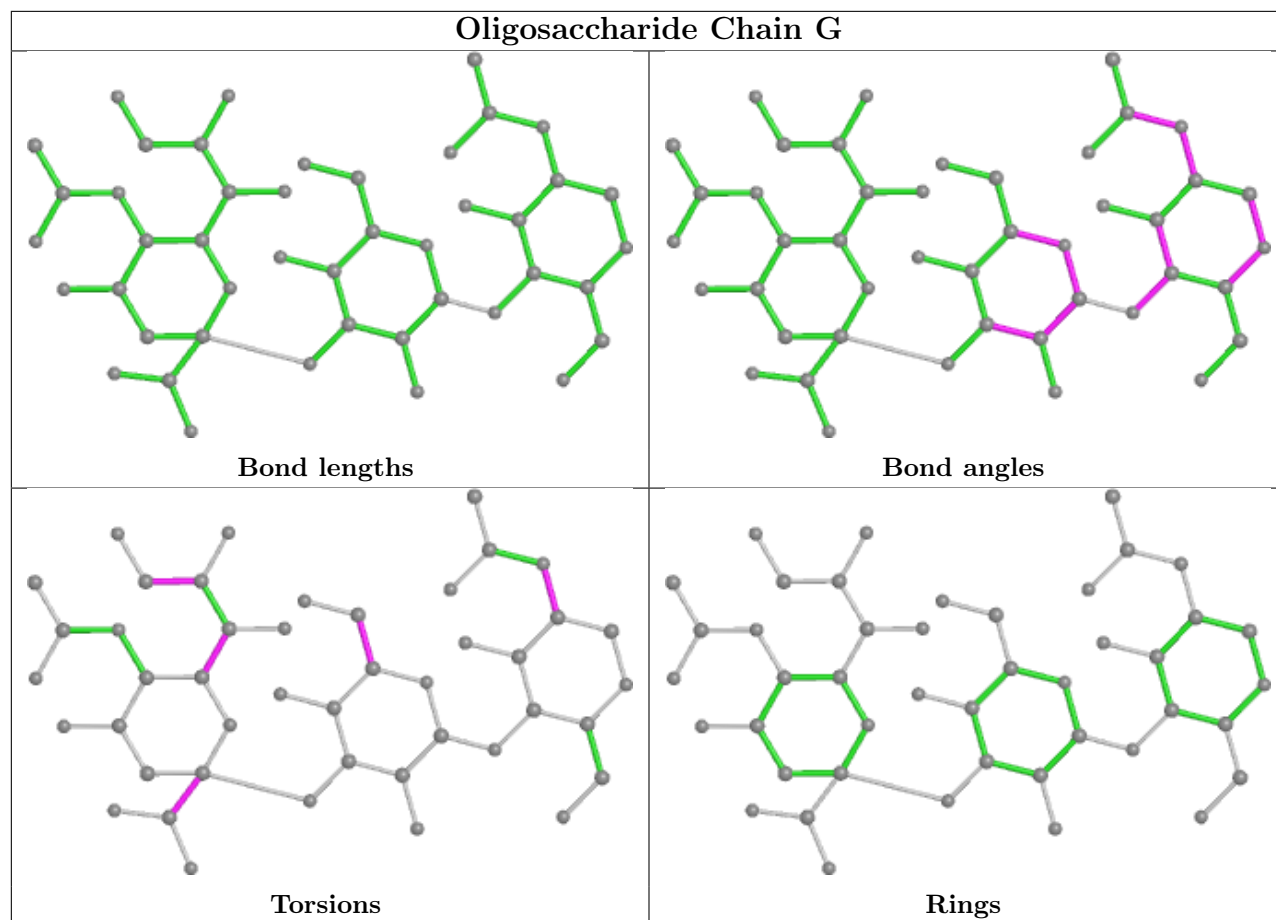 Oligosaccharide Chain G
Bond lengths
Bond angles
Torsions
Rings